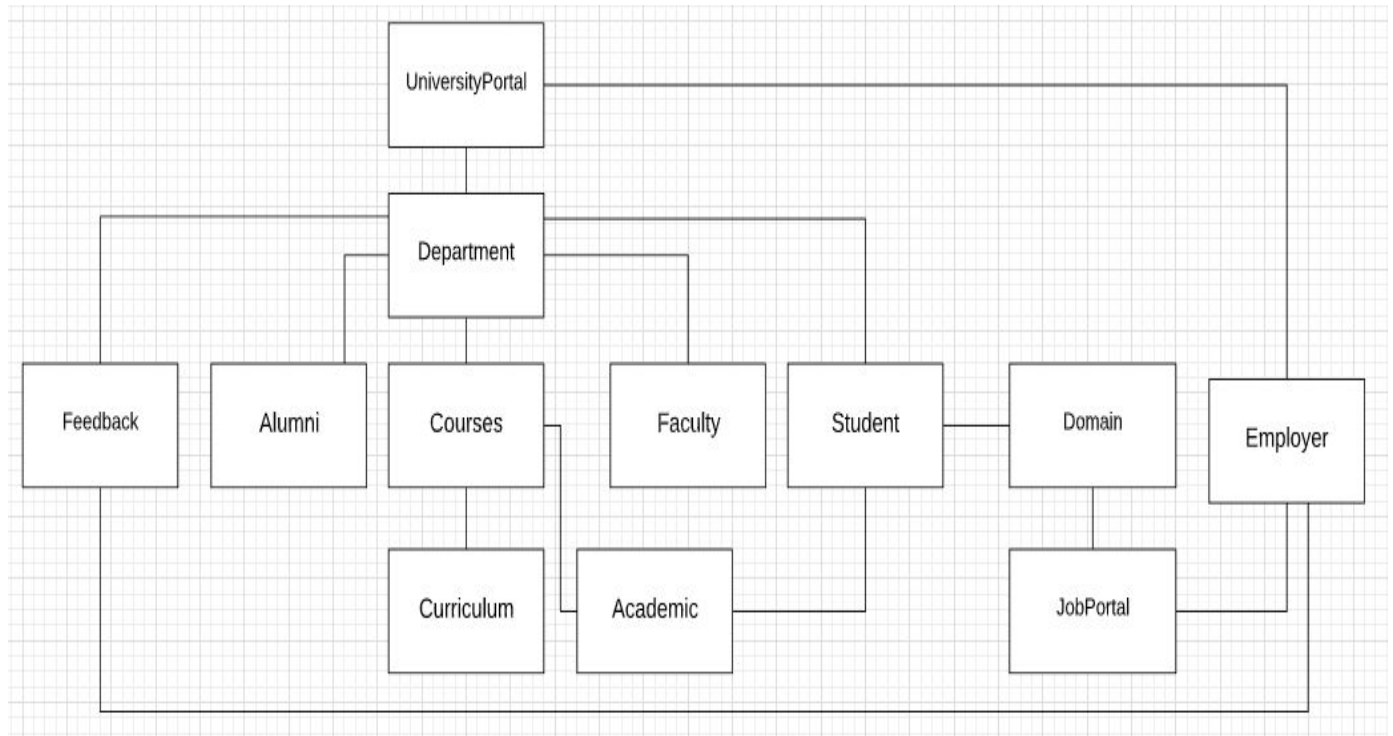 UniversityPortal
Department
Feedback
Alumni
Courses
Faculty
Student
Domain
Employer
Curriculum
Academic
JobPortal